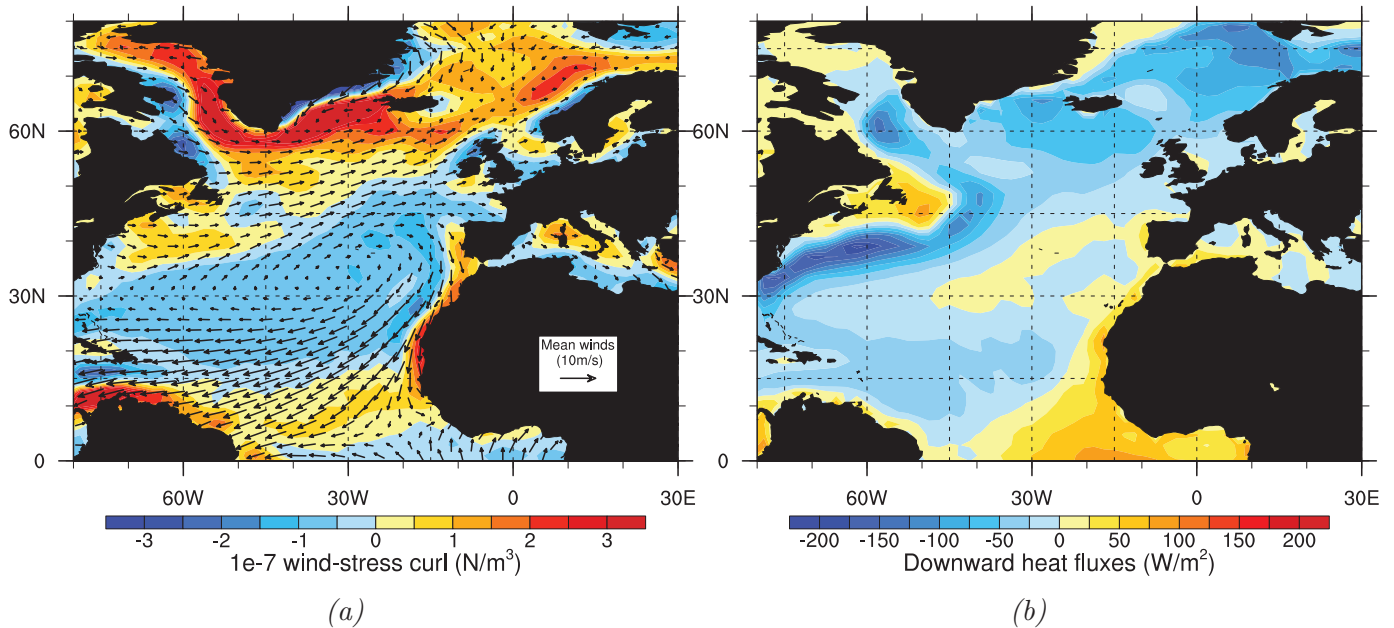 60N
30N
0
60W 30W 0 30E
Mean winds
(10m/s)
-3 -2 -1 0 1 2 3
1e-7 wind-stress curl (N/m³)
(a)
60N
30N
0
60W 30W 0 30E
-200 -150 -100 -50 0 50 100 150 200
Downward heat fluxes (W/m²)
(b)